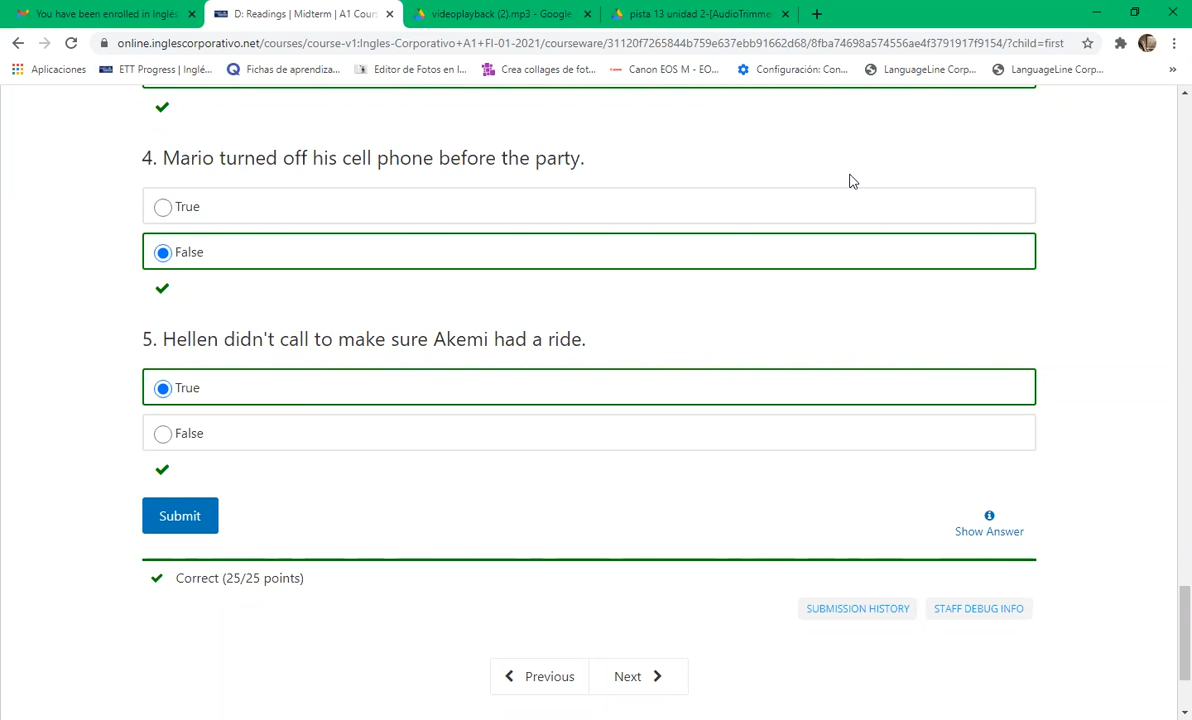 You have been enrolled in Inglés
D: Readings | Midterm | A1 Cour
videoplayback (2).mp3 - Google
pista 13 unidad 2-[AudioTrimme
online.inglescorporativo.net/courses/course-v1:Ingles-Corporativo+A1+FI-01-2021/courseware/31120f7265844b759e637ebb91662d68/8fba74698a574556ae4f3791917f9154/?child=first
Aplicaciones
ETT Progress | Inglé...
Fichas de aprendiza...
Editor de Fotos en l...
Crea collages de fot...
Canon EOS M - EO...
Configuración: Con...
LanguageLine Corp...
LanguageLine Corp...
»
4. Mario turned off his cell phone before the party.
True
False
5. Hellen didn't call to make sure Akemi had a ride.
True
False
Submit
Show Answer
Correct (25/25 points)
SUBMISSION HISTORY
STAFF DEBUG INFO
Previous
Next